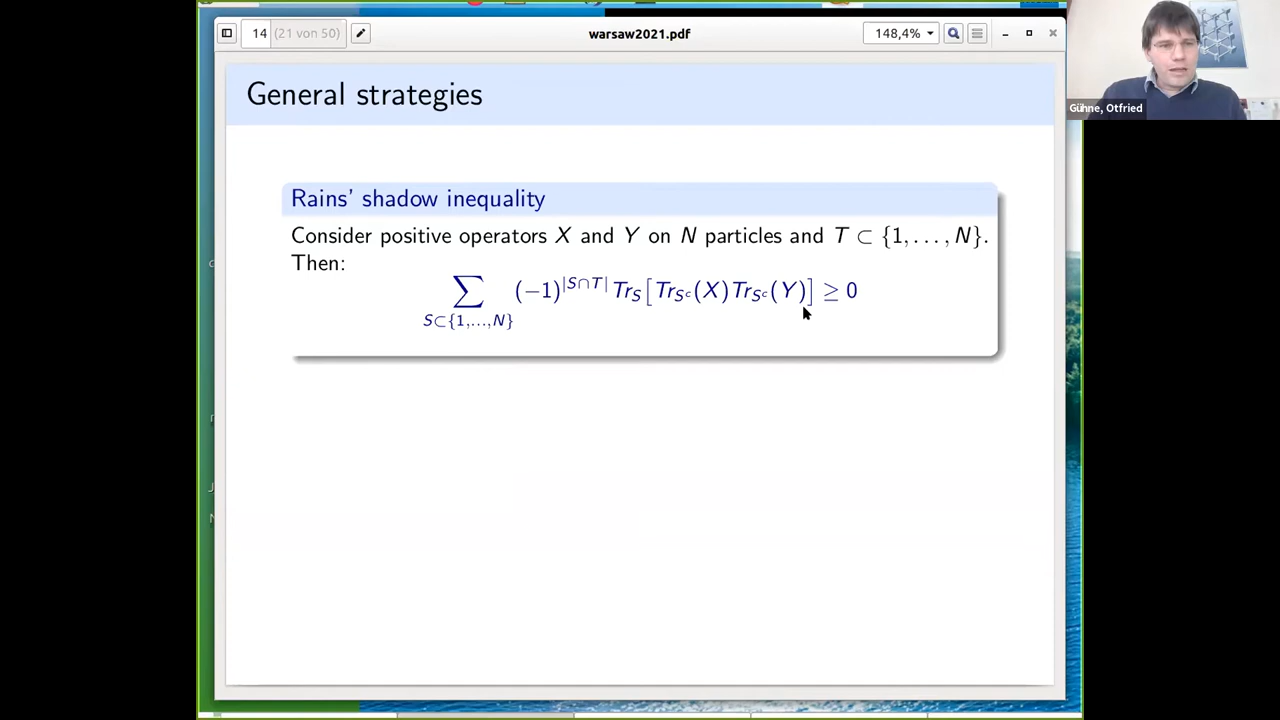 14 (21 von 50) warsaw2021.pdf 148,4%
Gühne, Otfried
General strategies
Rains' shadow inequality
Consider positive operators X and Y on N particles and T ⊂ {1, . . . , N}.
Then:
∑_{S⊂{1,...,N}} (−1)^{|S∩T|} Tr_S[Tr_{S^c}(X)Tr_{S^c}(Y)] ≥ 0